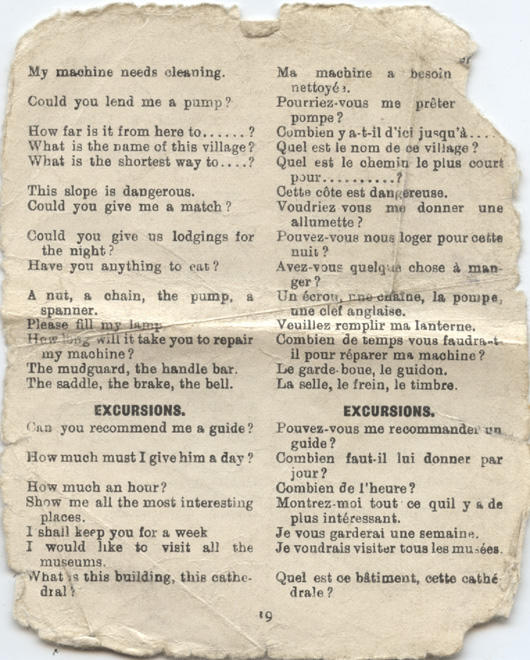 My machine needs cleaning.
Could you lend me a pump?
How far is it from here to......?
What is the name of this village?
What is the shortest way to....?
This slope is dangerous.
Could you give me a match?
Could you give us lodgings for
the night?
Have you anything to eat?
A nut, a chain, the pump, a
spanner.
Please fill my lamp.
How long will it take you to repair
my machine?
The mudguard, the handle bar.
The saddle, the brake, the bell.
EXCURSIONS.
Can you recommend me a guide?
How much must I give him a day?
How much an hour?
Show me all the most interesting
places.
I shall keep you for a week
I would like to visit all the
museums.
What is this building, this cathe-
dral?
Ma machine a besoin
nettoyée.
Pourriez-vous me prêter
pompe?
Combien y a-t-il d'ici jusqu'à....
Quel est le nom de ce village?
Quel est le chemin le plus court
pour..........?
Cette côte est dangereuse.
Voudriez vous me donner une
allumette?
Pouvez-vous nous loger pour cette
nuit?
Avez-vous quelque chose à man-
ger?
Un écrou, une chaîne, la pompe,
une clef anglaise.
Veuillez remplir ma lanterne.
Combien de temps vous faudra-t-
il pour réparer ma machine?
Le garde-boue, le guidon.
La selle, le frein, le timbre.
EXCURSIONS.
Pouvez-vous me recommander un
guide?
Combien faut-il lui donner par
jour?
Combien de l'heure?
Montrez-moi tout ce quil y a de
plus intéressant.
Je vous garderai une semaine.
Je voudrais visiter tous les musées.
Quel est ce bâtiment, cette cathé
drale?
19